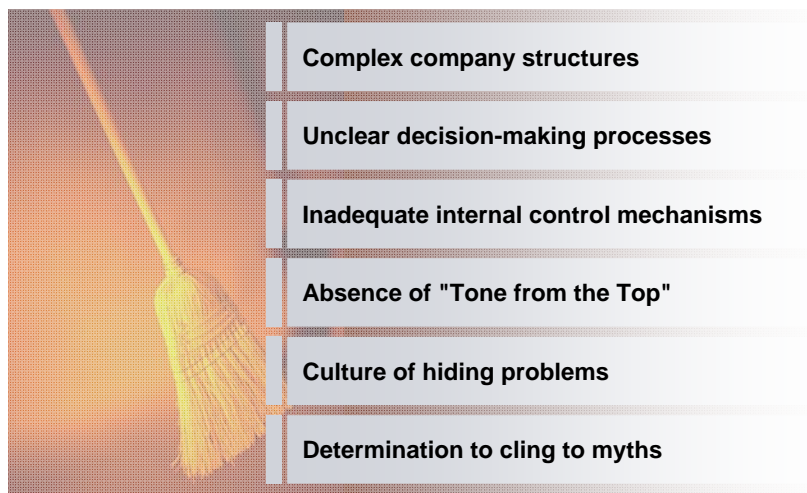 Complex company structures
Unclear decision-making processes
Inadequate internal control mechanisms
Absence of "Tone from the Top"
Culture of hiding problems
Determination to cling to myths